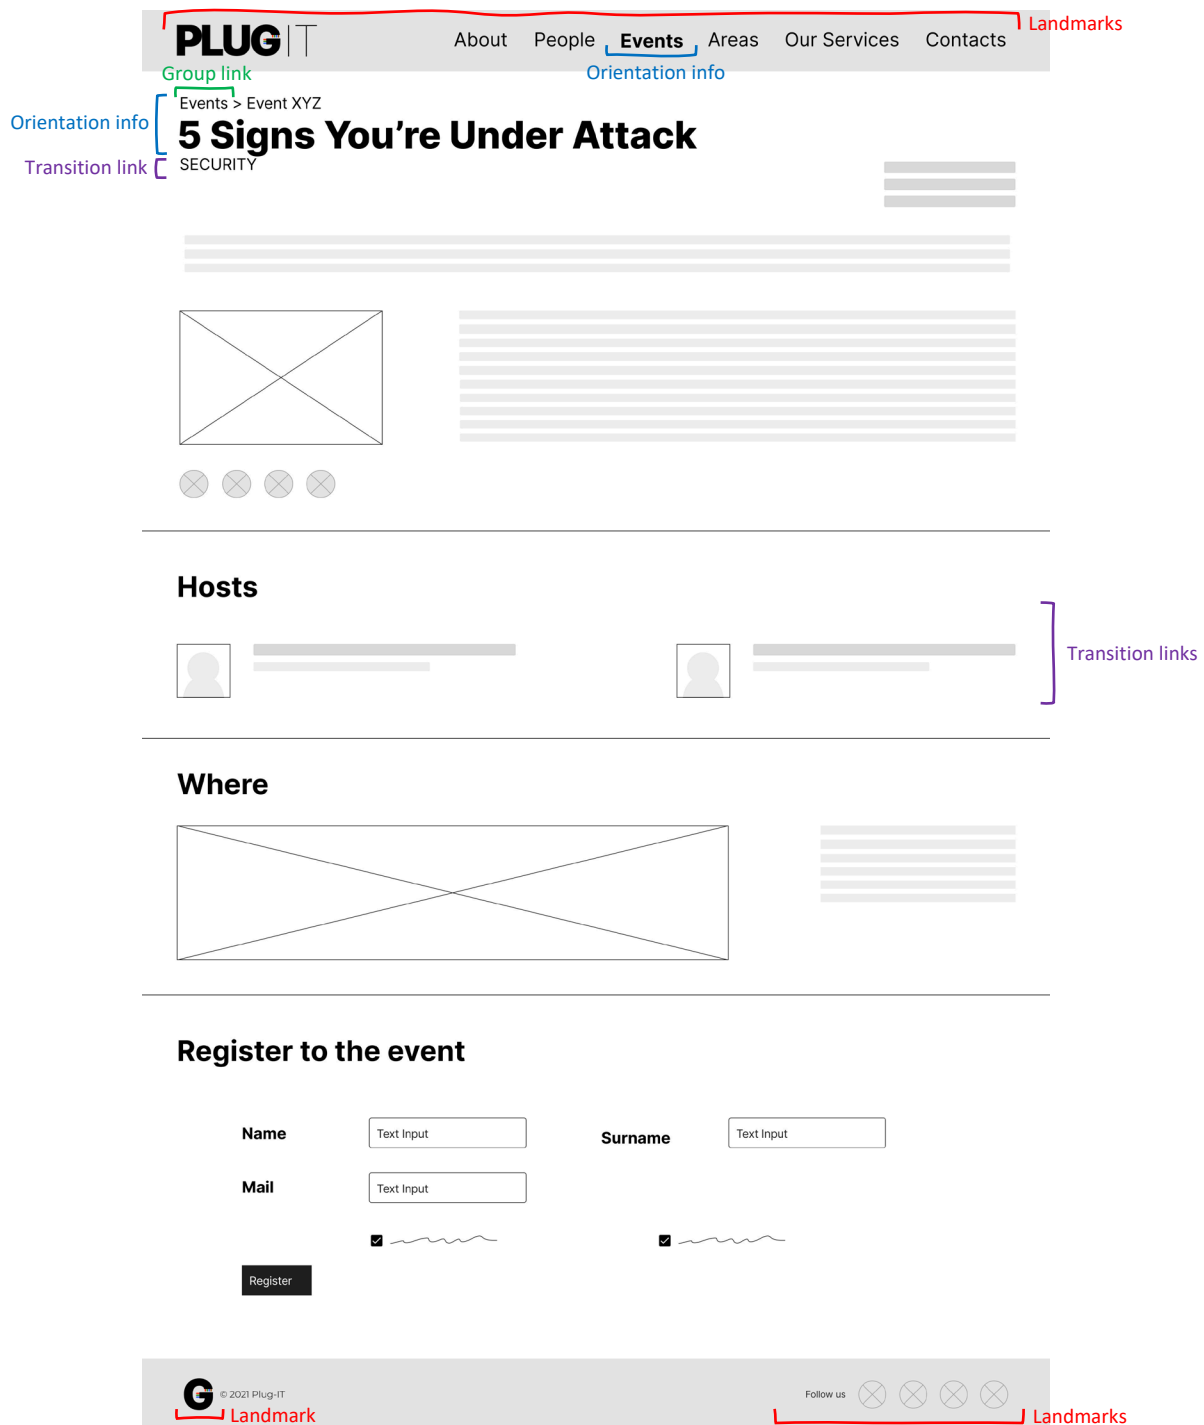 Landmarks
PLUGIT About People Events Areas Our Services Contacts
Group link Orientation info
Events > Event XYZ
Orientation info 5 Signs You're Under Attack
Transition link SECURITY
Hosts
Transition links
Where
Register to the event
Name Text Input Surname Text Input
Mail Text Input
Register
G © 2021 Plug-IT Follow us
Landmark Landmarks